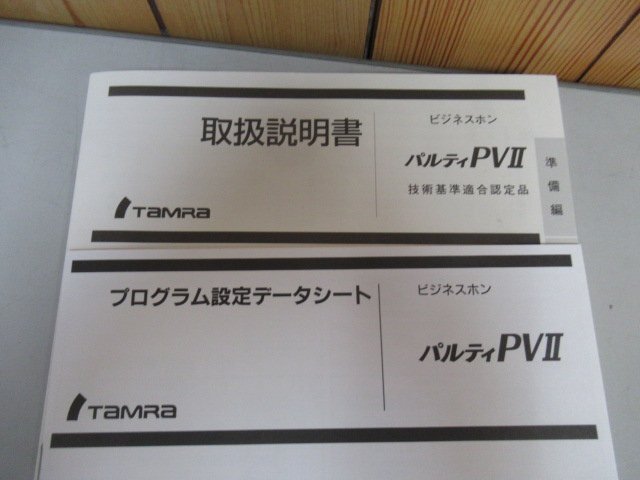 取扱説明書
ビジネスホン
パルティPVII
技術基準適合認定品
準備編
TAMRA
プログラム設定データシート
ビジネスホン
パルティPVII
TAMRA